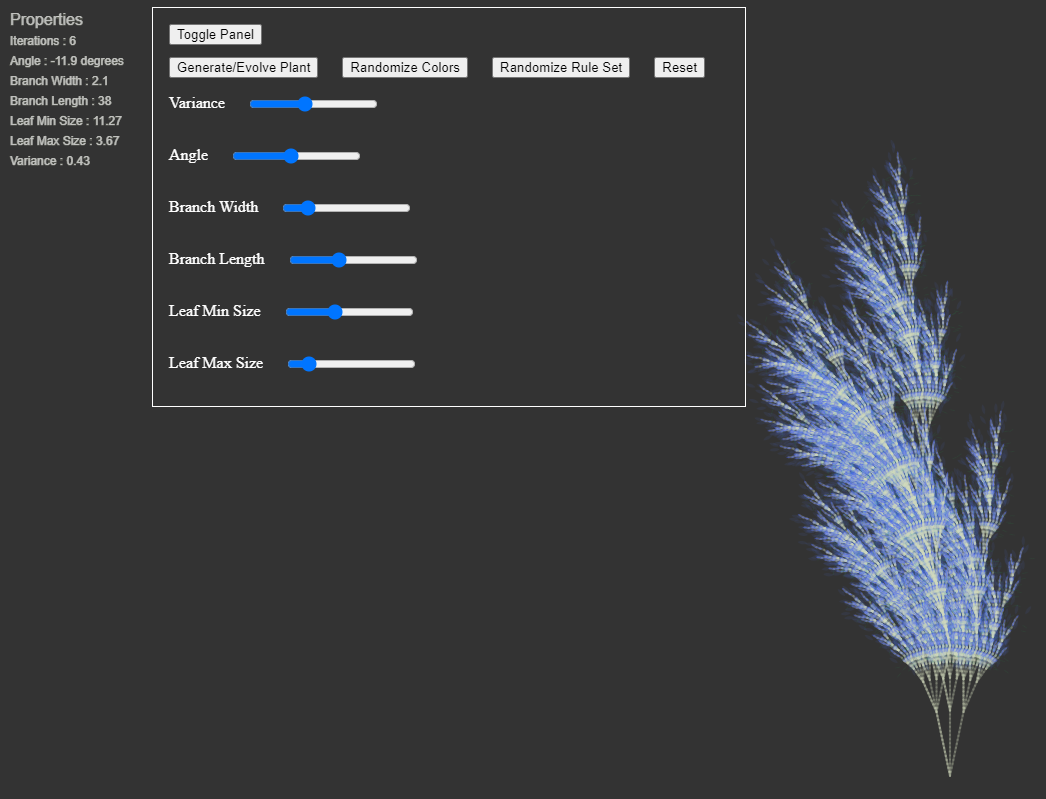 Properties
Iterations : 6
Angle : -11.9 degrees
Branch Width : 2.1
Branch Length : 38
Leaf Min Size : 11.27
Leaf Max Size : 3.67
Variance : 0.43
Toggle Panel
Generate/Evolve Plant Randomize Colors Randomize Rule Set Reset
Variance
Angle
Branch Width
Branch Length
Leaf Min Size
Leaf Max Size